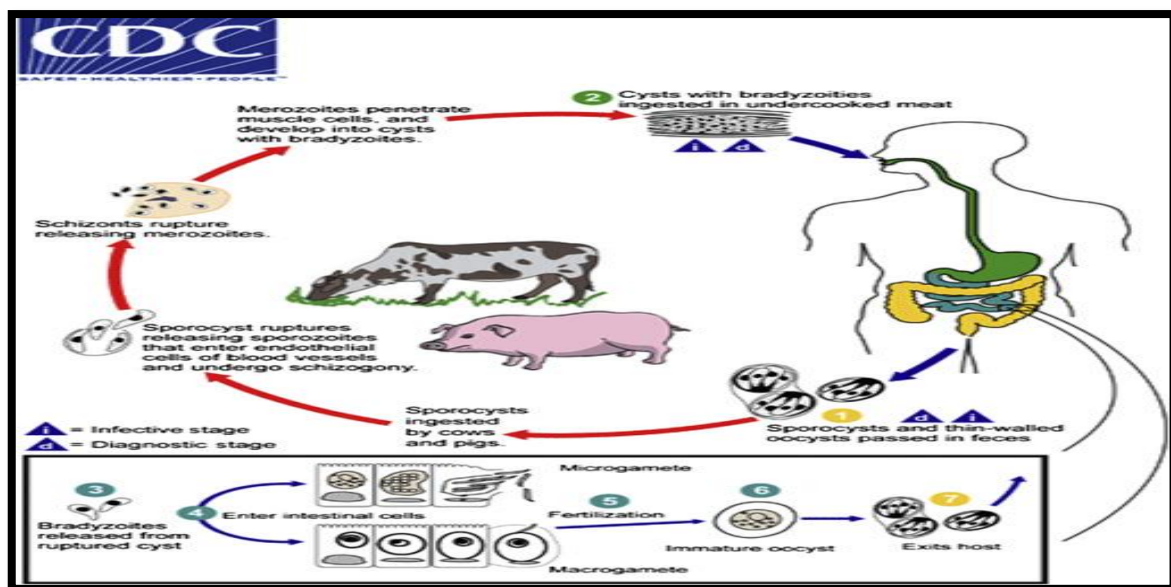 CDC
SAFER • HEALTHIER • PEOPLE™
2 Cysts with bradyzoities
ingested in undercooked meat
i d
Merozoites penetrate
muscle cells, and
develop into cysts
with bradyzoites.
Schizonts rupture
releasing merozoites.
Sporocyst ruptures
releasing sporozoites
that enter endothelial
cells of blood vessels
and undergo schizogony.
Sporocysts
ingested
by cows
and pigs.
1 d i
Sporocysts and thin-walled
oocysts passed in feces
i = Infective stage
d = Diagnostic stage
3
Bradyzoites
released from
ruptured cyst
4 Enter intestinal cells
Microgamete
Macrogamete
5
Fertilization
6
Immature oocyst
7
Exits host